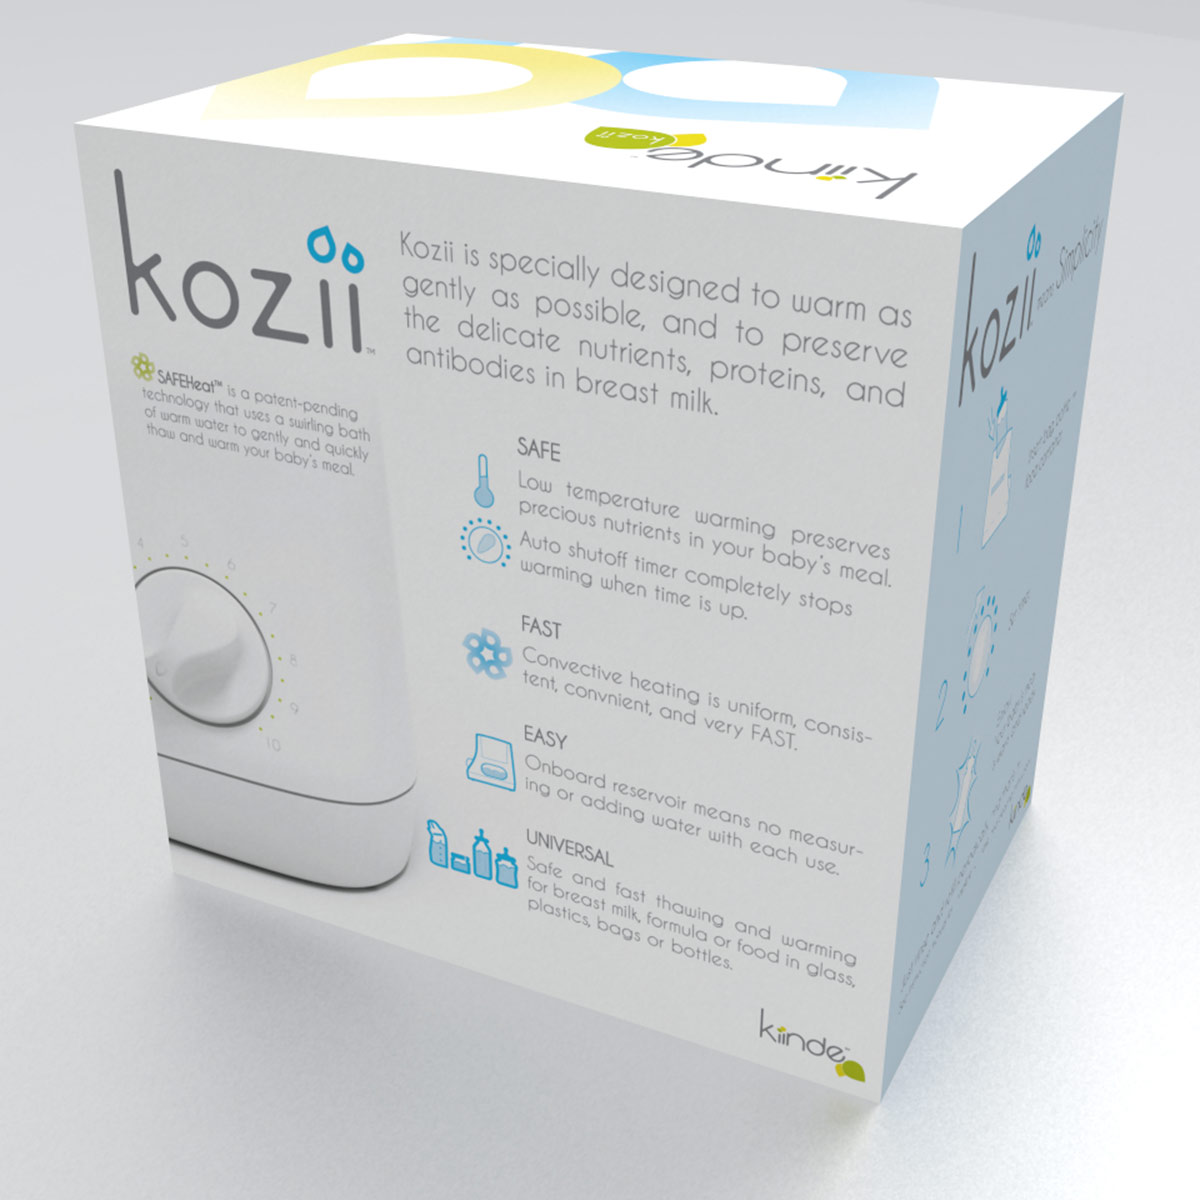 kiinde™
kozii
kozii™
SAFEHeat™ is a patent-pending
technology that uses a swirling bath
of warm water to gently and quickly
thaw and warm your baby's meal.
4
5
6
7
8
9
10
Kozii is specially designed to warm as
gently as possible, and to preserve
the delicate nutrients, proteins, and
antibodies in breast milk.
SAFE
Low temperature warming preserves
precious nutrients in your baby's meal.
Auto shutoff timer completely stops
warming when time is up.
FAST
Convective heating is uniform, consis-
tent, convnient, and very FAST.
EASY
Onboard reservoir means no measur-
ing or adding water with each use.
UNIVERSAL
Safe and fast thawing and warming
for breast milk, formula or food in glass,
plastics, bags or bottles.
kiinde™
kozii means Simplicity
1
2
Set timer.
3
kiinde